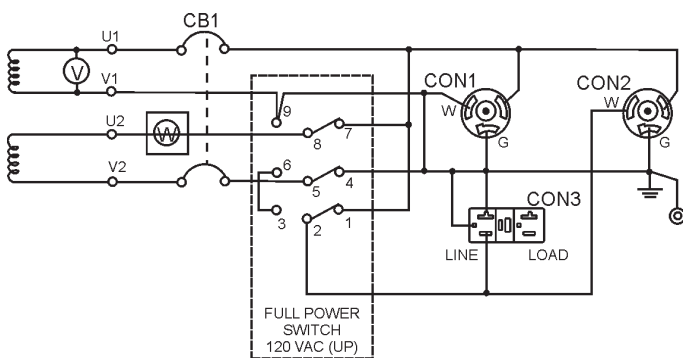 U1
CB1
V
V1
CON1
CON2
9
W
W
U2
G
G
W
8
7
6
V2
5
4
CON3
3
2
1
LINE
LOAD
FULL POWER
SWITCH
120 VAC (UP)